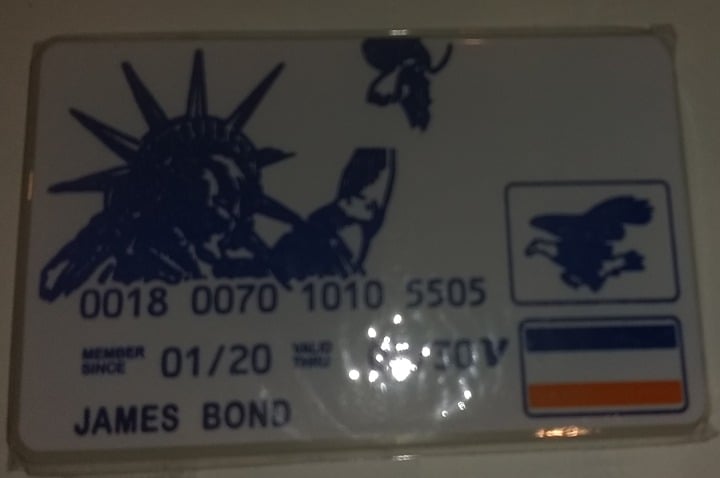 0018 0070 1010 5505
MEMBER SINCE 01/20 VALID THRU
JAMES BOND